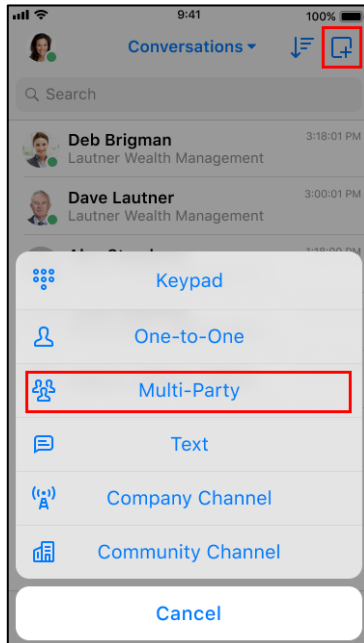 9:41
100%
Conversations
Search
Deb Brigman
3:18:01 PM
Lautner Wealth Management
Dave Lautner
3:00:01 PM
Lautner Wealth Management
Keypad
One-to-One
Multi-Party
Text
Company Channel
Community Channel
Cancel